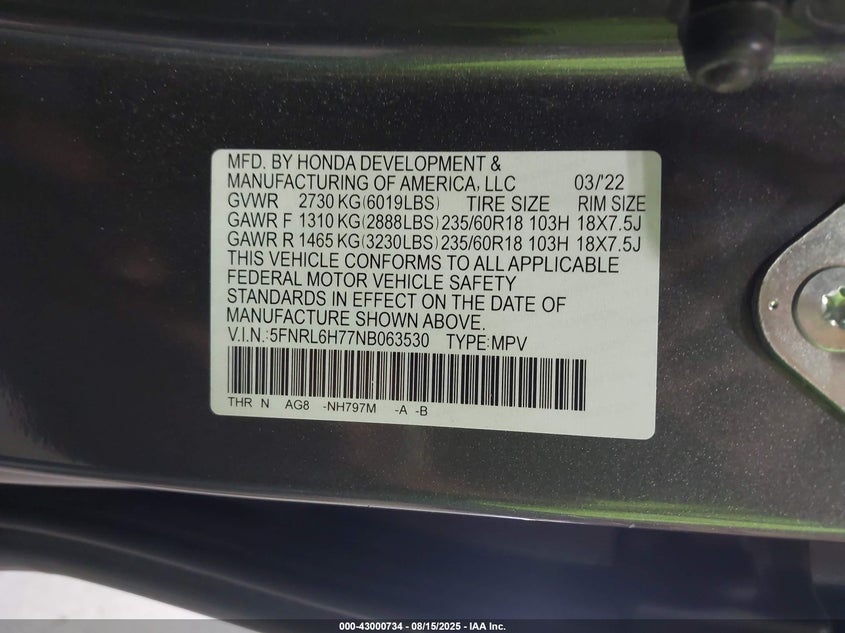 MFD. BY HONDA DEVELOPMENT &
MANUFACTURING OF AMERICA, LLC 03/'22
GVWR 2730 KG(6019LBS) TIRE SIZE RIM SIZE
GAWR F 1310 KG(2888LBS) 235/60R18 103H 18X7.5J
GAWR R 1465 KG(3230LBS) 235/60R18 103H 18X7.5J
THIS VEHICLE CONFORMS TO ALL APPLICABLE
FEDERAL MOTOR VEHICLE SAFETY
STANDARDS IN EFFECT ON THE DATE OF
MANUFACTURE SHOWN ABOVE.
V.I.N.:5FNRL6H77NB063530 TYPE:MPV
THR N AG8 -NH797M -A -B
000-43000734 - 08/15/2025 - IAA Inc.